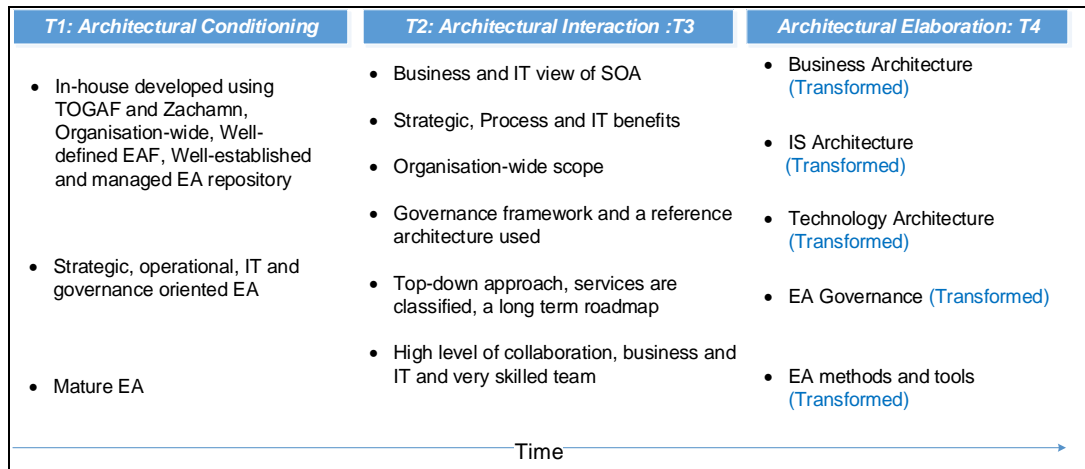 T1: Architectural Conditioning
• In-house developed using
TOGAF and Zachamn,
Organisation-wide, Well-
defined EAF, Well-established
and managed EA repository
• Strategic, operational, IT and
governance oriented EA
• Mature EA
T2: Architectural Interaction :T3
• Business and IT view of SOA
• Strategic, Process and IT benefits
• Organisation-wide scope
• Governance framework and a reference
architecture used
• Top-down approach, services are
classified, a long term roadmap
• High level of collaboration, business and
IT and very skilled team
Architectural Elaboration: T4
• Business Architecture
(Transformed)
• IS Architecture
(Transformed)
• Technology Architecture
(Transformed)
• EA Governance (Transformed)
• EA methods and tools
(Transformed)
Time